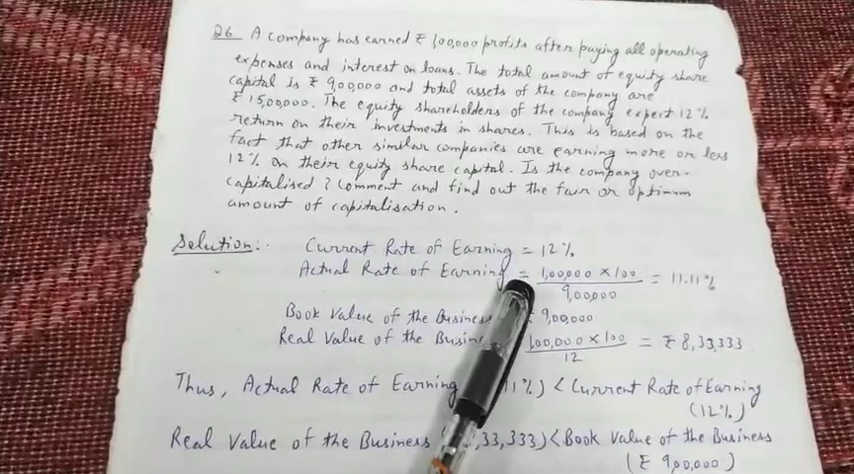 Q6 A company has earned ₹ 1,00,000 profits after paying all operating
expenses and interest on loans. The total amount of equity share
capital is ₹ 9,00,000 and total assets of the company are
₹ 15,00,000. The equity shareholders of the company expert 12%
return on their investments in shares. This is based on the
fact that other similar companies are earning more or less
12% on their equity share capital. Is the company over-
capitalised? Comment and find out the fair or optimum
amount of capitalisation.
Solution:- Current Rate of Earning = 12%
Actual Rate of Earning = 1,00,000 × 100 / 9,00,000 = 11.11%
Book Value of the Business 9,00,000
Real Value of the 100,000 × 100 / 12 = ₹ 8,33,333
Thus, Actual Rate of Earning %) < Current Rate of Earning
(12%)
Real Value of the Business ,33,333) < Book Value of the Business
(₹ 9,00,000)